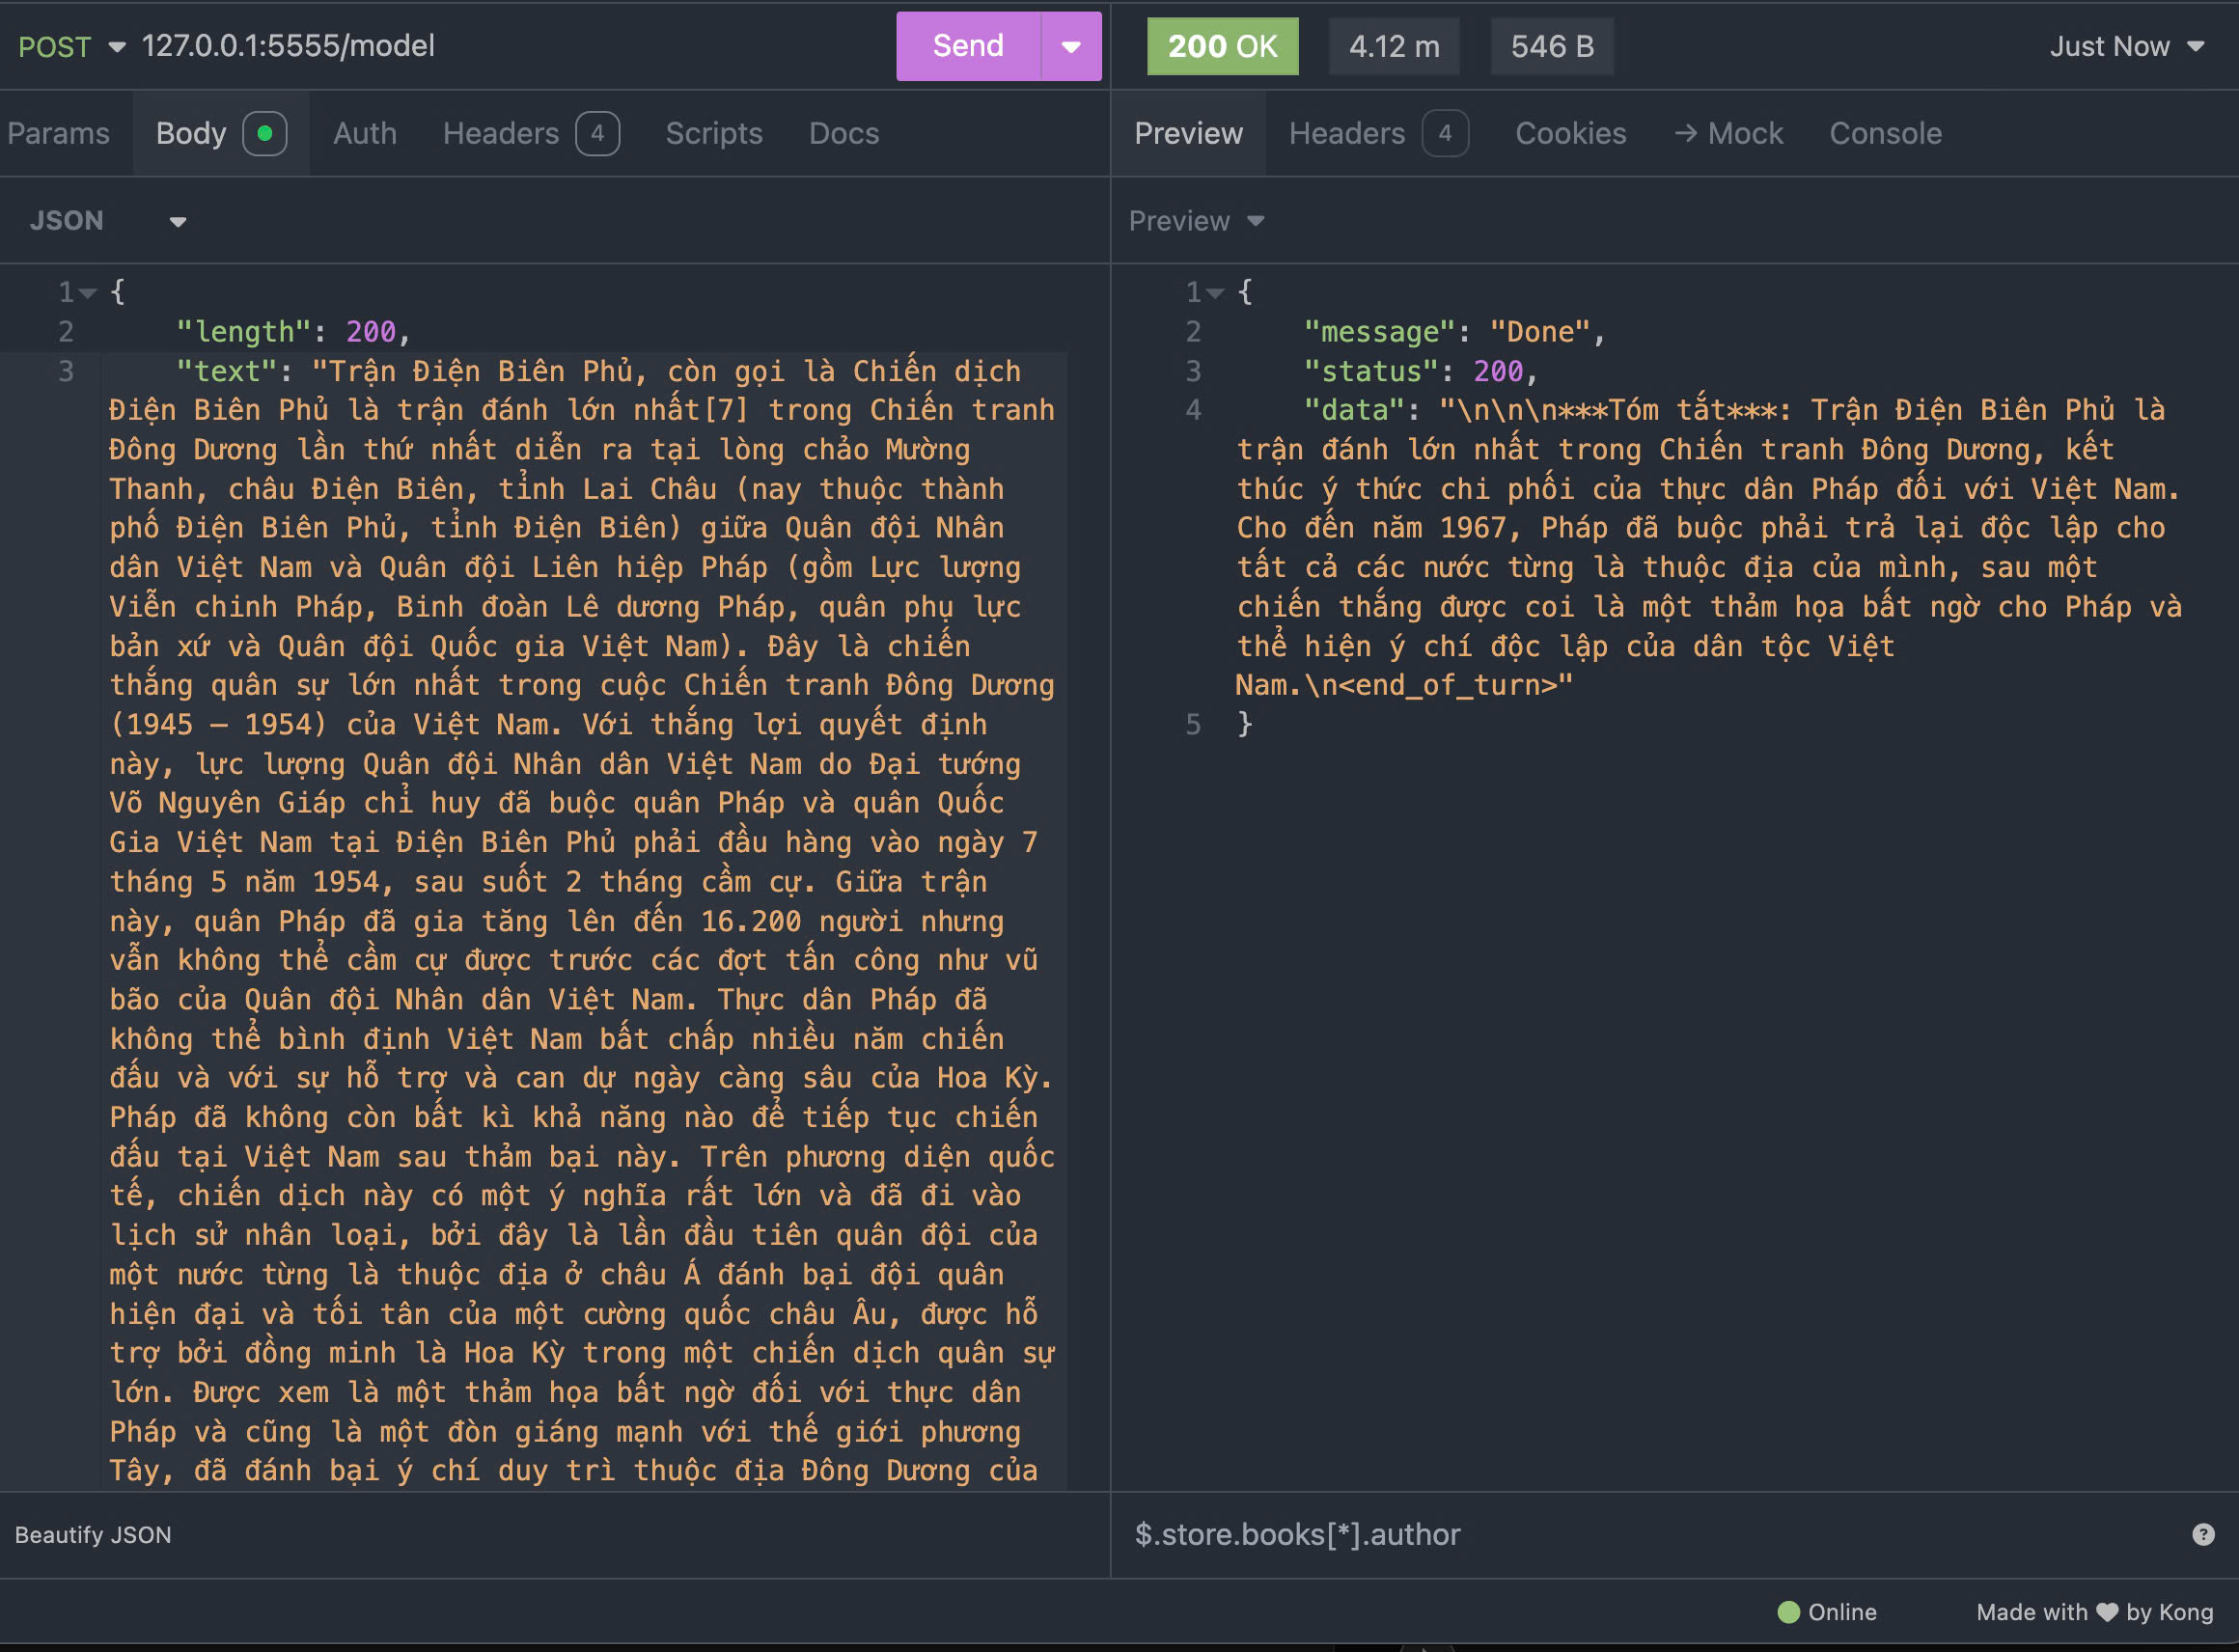 POST 127.0.0.1:5555/model Send 200 OK 4.12 m 546 B Just Now
Params Body Auth Headers 4 Scripts Docs
Preview Headers 4 Cookies → Mock Console
JSON
Preview
1 {
2 "length": 200,
3 "text": "Trận Điện Biên Phủ, còn gọi là Chiến dịch
Điện Biên Phủ là trận đánh lớn nhất[7] trong Chiến tranh
Đông Dương lần thứ nhất diễn ra tại lòng chảo Mường
Thanh, châu Điện Biên, tỉnh Lai Châu (nay thuộc thành
phố Điện Biên Phủ, tỉnh Điện Biên) giữa Quân đội Nhân
dân Việt Nam và Quân đội Liên hiệp Pháp (gồm Lực lượng
Viễn chinh Pháp, Binh đoàn Lê dương Pháp, quân phụ lực
bản xứ và Quân đội Quốc gia Việt Nam). Đây là chiến
thắng quân sự lớn nhất trong cuộc Chiến tranh Đông Dương
(1945 – 1954) của Việt Nam. Với thắng lợi quyết định
này, lực lượng Quân đội Nhân dân Việt Nam do Đại tướng
Võ Nguyên Giáp chỉ huy đã buộc quân Pháp và quân Quốc
Gia Việt Nam tại Điện Biên Phủ phải đầu hàng vào ngày 7
tháng 5 năm 1954, sau suốt 2 tháng cầm cự. Giữa trận
này, quân Pháp đã gia tăng lên đến 16.200 người nhưng
vẫn không thể cầm cự được trước các đợt tấn công như vũ
bão của Quân đội Nhân dân Việt Nam. Thực dân Pháp đã
không thể bình định Việt Nam bất chấp nhiều năm chiến
đấu và với sự hỗ trợ và can dự ngày càng sâu của Hoa Kỳ.
Pháp đã không còn bất kì khả năng nào để tiếp tục chiến
đấu tại Việt Nam sau thảm bại này. Trên phương diện quốc
tế, chiến dịch này có một ý nghĩa rất lớn và đã đi vào
lịch sử nhân loại, bởi đây là lần đầu tiên quân đội của
một nước từng là thuộc địa ở châu Á đánh bại đội quân
hiện đại và tối tân của một cường quốc châu Âu, được hỗ
trợ bởi đồng minh là Hoa Kỳ trong một chiến dịch quân sự
lớn. Được xem là một thảm họa bất ngờ đối với thực dân
Pháp và cũng là một đòn giáng mạnh với thế giới phương
Tây, đã đánh bại ý chí duy trì thuộc địa Đông Dương của
1 {
2 "message": "Done",
3 "status": 200,
4 "data": "\n\n\n***Tóm tắt***: Trận Điện Biên Phủ là
trận đánh lớn nhất trong Chiến tranh Đông Dương, kết
thúc ý thức chi phối của thực dân Pháp đối với Việt Nam.
Cho đến năm 1967, Pháp đã buộc phải trả lại độc lập cho
tất cả các nước từng là thuộc địa của mình, sau một
chiến thắng được coi là một thảm họa bất ngờ cho Pháp và
thể hiện ý chí độc lập của dân tộc Việt
Nam.\n<end_of_turn>"
5 }
Beautify JSON
$.store.books[*].author
?
Online Made with ♥ by Kong